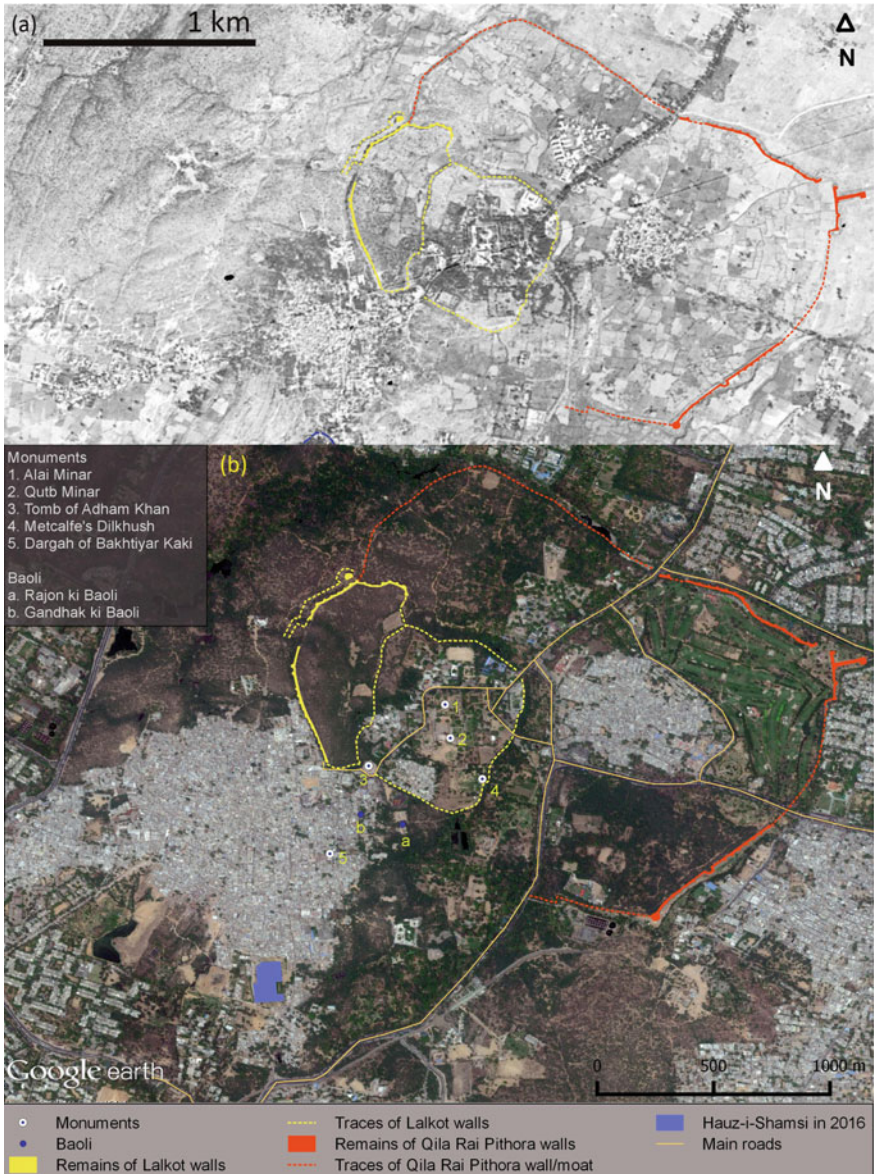 (a)
1 km
N
Monuments
1. Alai Minar
2. Qutb Minar
3. Tomb of Adham Khan
4. Metcalfe's Dilkhush
5. Dargah of Bakhtiyar Kaki
Baoli
a. Rajon ki Baoli
b. Gandhak ki Baoli
(b)
N
1
2
3
4
b
a
5
Google earth
0 500 1000 m
Monuments
Baoli
Remains of Lalkot walls
Traces of Lalkot walls
Remains of Qila Rai Pithora walls
Traces of Qila Rai Pithora wall/moat
Hauz-i-Shamsi in 2016
Main roads